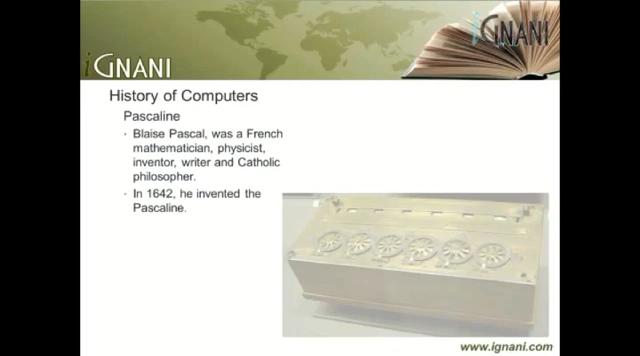 iGNANI
iGNANI
History of Computers
Pascaline
· Blaise Pascal, was a French
mathematician, physicist,
inventor, writer and Catholic
philosopher.
· In 1642, he invented the
Pascaline.
www.ignani.com